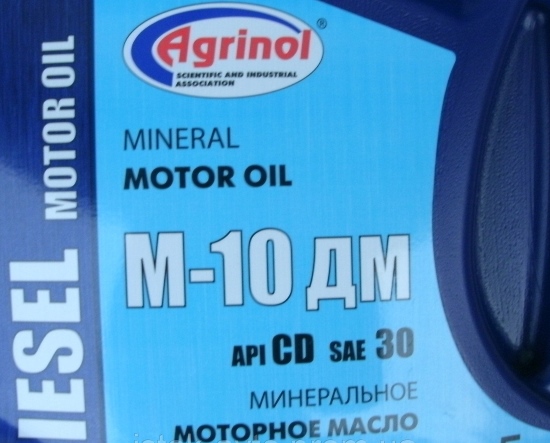 Agrinol®
SCIENTIFIC AND INDUSTRIAL
ASSOCIATION
MINERAL
MOTOR OIL
М-10 ДМ
API CD SAE 30
МИНЕРАЛЬНОЕ
МОТОРНОЕ МАСЛО
IESEL MOTOR OIL